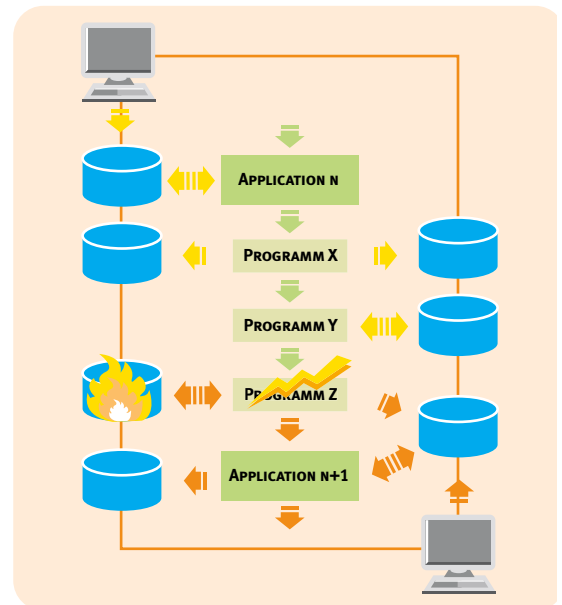 APPLICATION N
PROGRAMM X
PROGRAMM Y
PROGRAMM Z
APPLICATION N+1